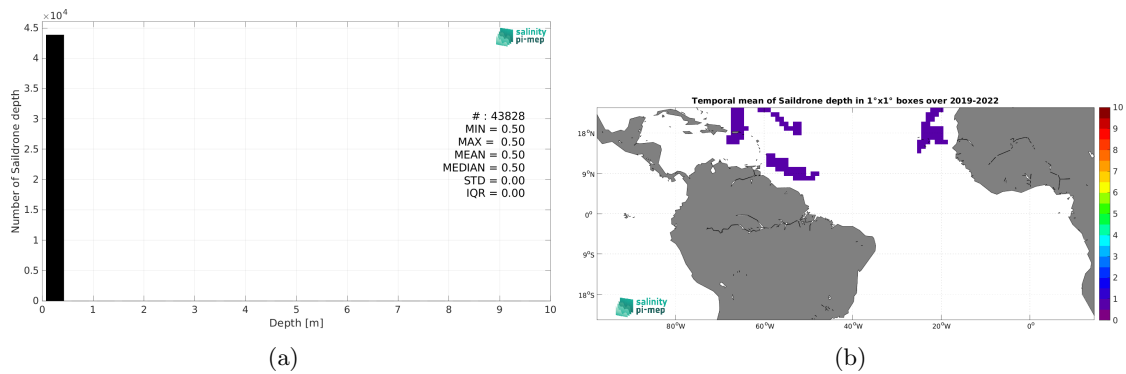 ×10⁴
4.5
4
3.5
3
2.5
2
1.5
1
0.5
0
Number of Saildrone depth
0 1 2 3 4 5 6 7 8 9 10
Depth [m]
salinity
pi-mep
# : 43828
MIN = 0.50
MAX = 0.50
MEAN = 0.50
MEDIAN = 0.50
STD = 0.00
IQR = 0.00
(a)
Temporal mean of Saildrone depth in 1°x1° boxes over 2019-2022
18°N
9°N
0°
9°S
18°S
80°W 60°W 40°W 20°W 0°
salinity
pi-mep
10
9
8
7
6
5
4
3
2
1
0
(b)